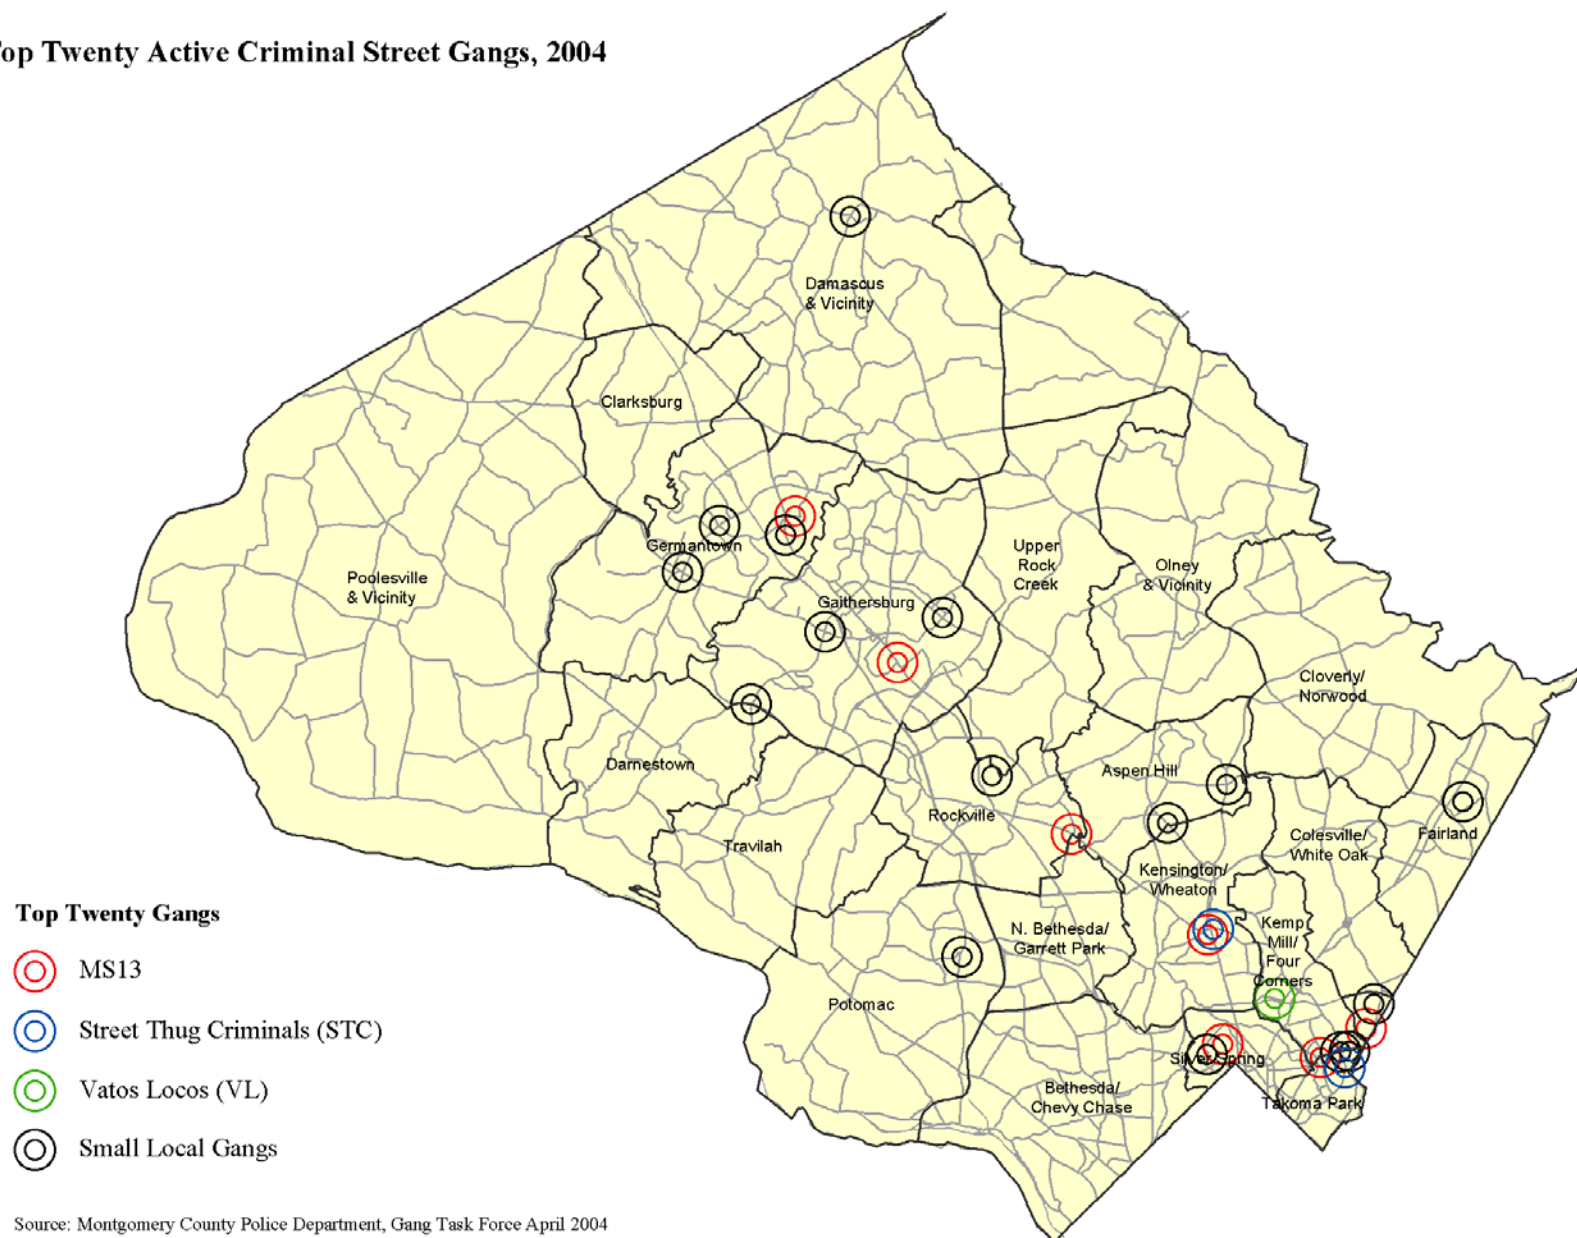 op Twenty Active Criminal Street Gangs, 2004
Damascus
& Vicinity
Clarksburg
Germantown
Poolesville
& Vicinity
Upper
Rock
Creek
Olney
& Vicinity
Gaithersburg
Cloverly/
Norwood
Darnestown
Aspen Hill
Rockville
Travilah
Colesville/
White Oak
Fairland
Kensington/
Wheaton
N. Bethesda/
Garrett Park
Kemp
Mill/
Four
Corners
Potomac
Silver Spring
Bethesda/
Chevy Chase
Takoma Park
Top Twenty Gangs
MS13
Street Thug Criminals (STC)
Vatos Locos (VL)
Small Local Gangs
Source: Montgomery County Police Department, Gang Task Force April 2004